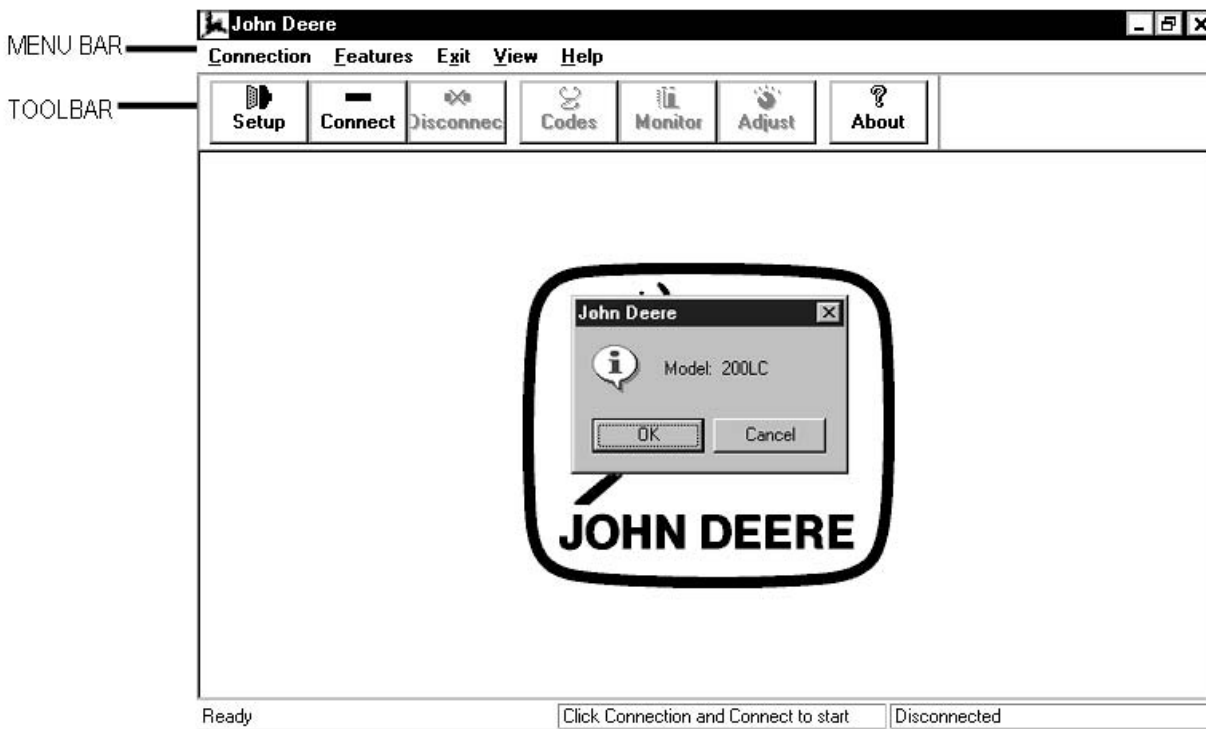 John Deere
MENU BAR
Connection Features Exit View Help
TOOLBAR
Setup Connect Disconnec Codes Monitor Adjust About
John Deere
Model: 200LC
OK Cancel
JOHN DEERE
Ready Click Connection and Connect to start Disconnected